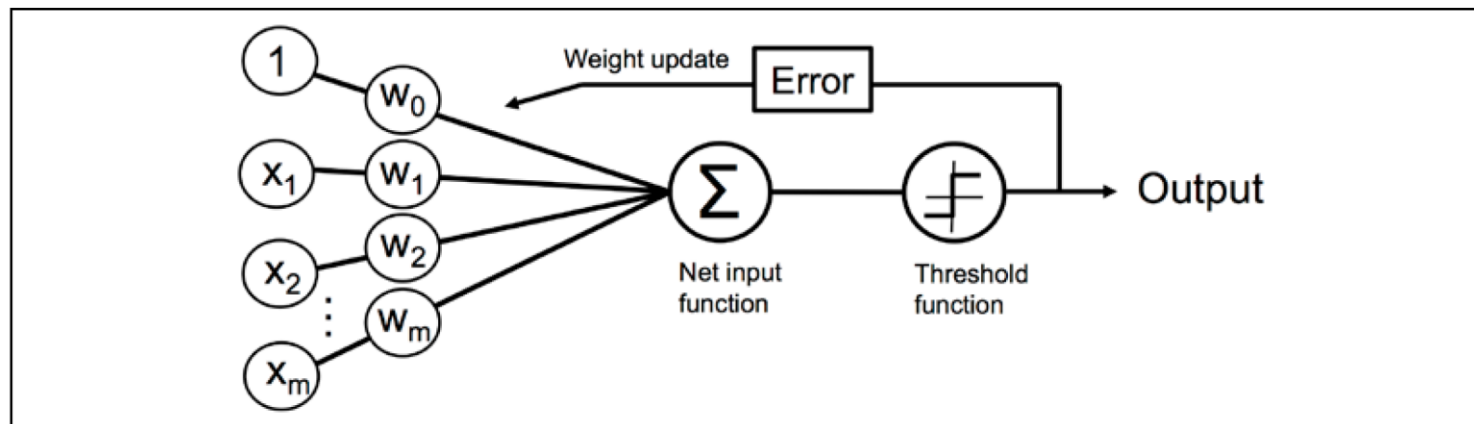 1
w₀
Weight update
Error
x₁
w₁
Σ
Output
x₂
w₂
⋮
Net input
function
Threshold
function
xₘ
wₘ